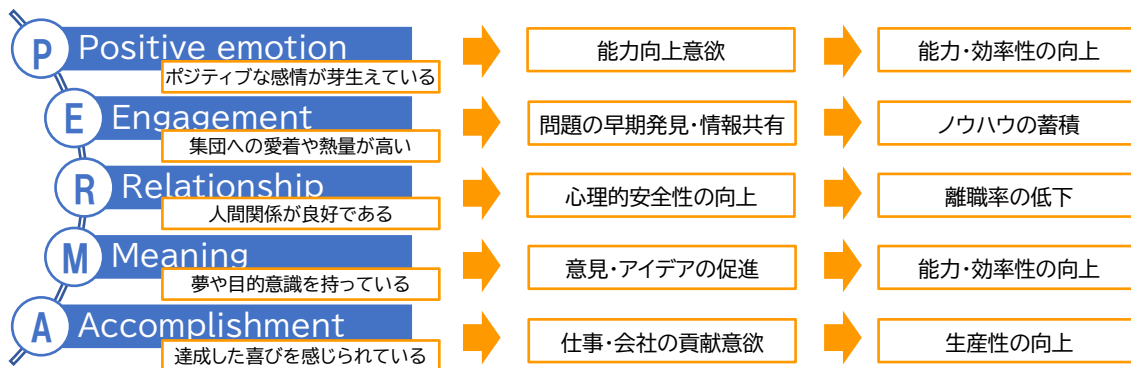 P Positive emotion
ポジティブな感情が芽生えている
能力向上意欲
能力・効率性の向上
E Engagement
集団への愛着や熱量が高い
問題の早期発見・情報共有
ノウハウの蓄積
R Relationship
人間関係が良好である
心理的安全性の向上
離職率の低下
M Meaning
夢や目的意識を持っている
意見・アイデアの促進
能力・効率性の向上
A Accomplishment
達成した喜びを感じられている
仕事・会社の貢献意欲
生産性の向上